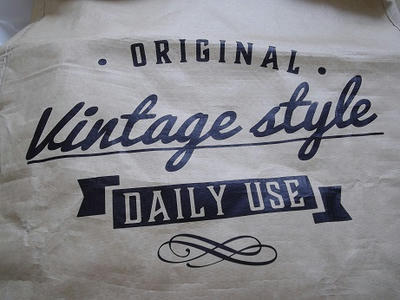 • ORIGINAL •
Vintage style
DAILY USE